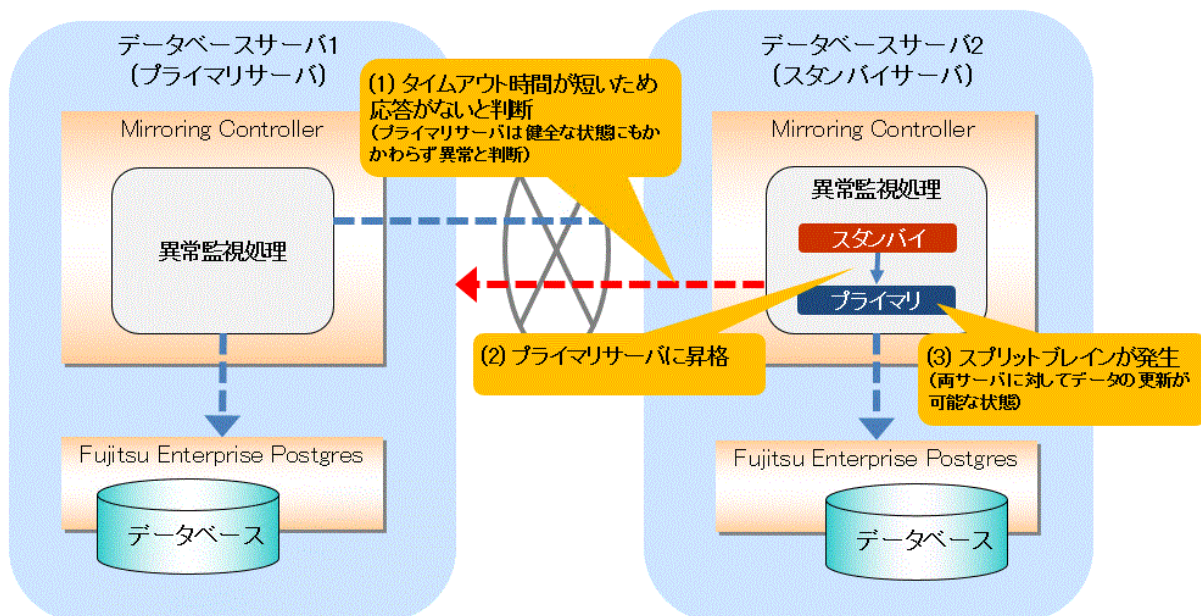 データベースサーバ1
(プライマリサーバ)
Mirroring Controller
異常監視処理
Fujitsu Enterprise Postgres
データベース
(1) タイムアウト時間が短いため
応答がないと判断
(プライマリサーバは健全な状態にもか
かわらず異常と判断)
(2) プライマリサーバに昇格
データベースサーバ2
(スタンバイサーバ)
Mirroring Controller
異常監視処理
スタンバイ
プライマリ
(3) スプリットブレインが発生
(両サーバに対してデータの更新が
可能な状態)
Fujitsu Enterprise Postgres
データベース